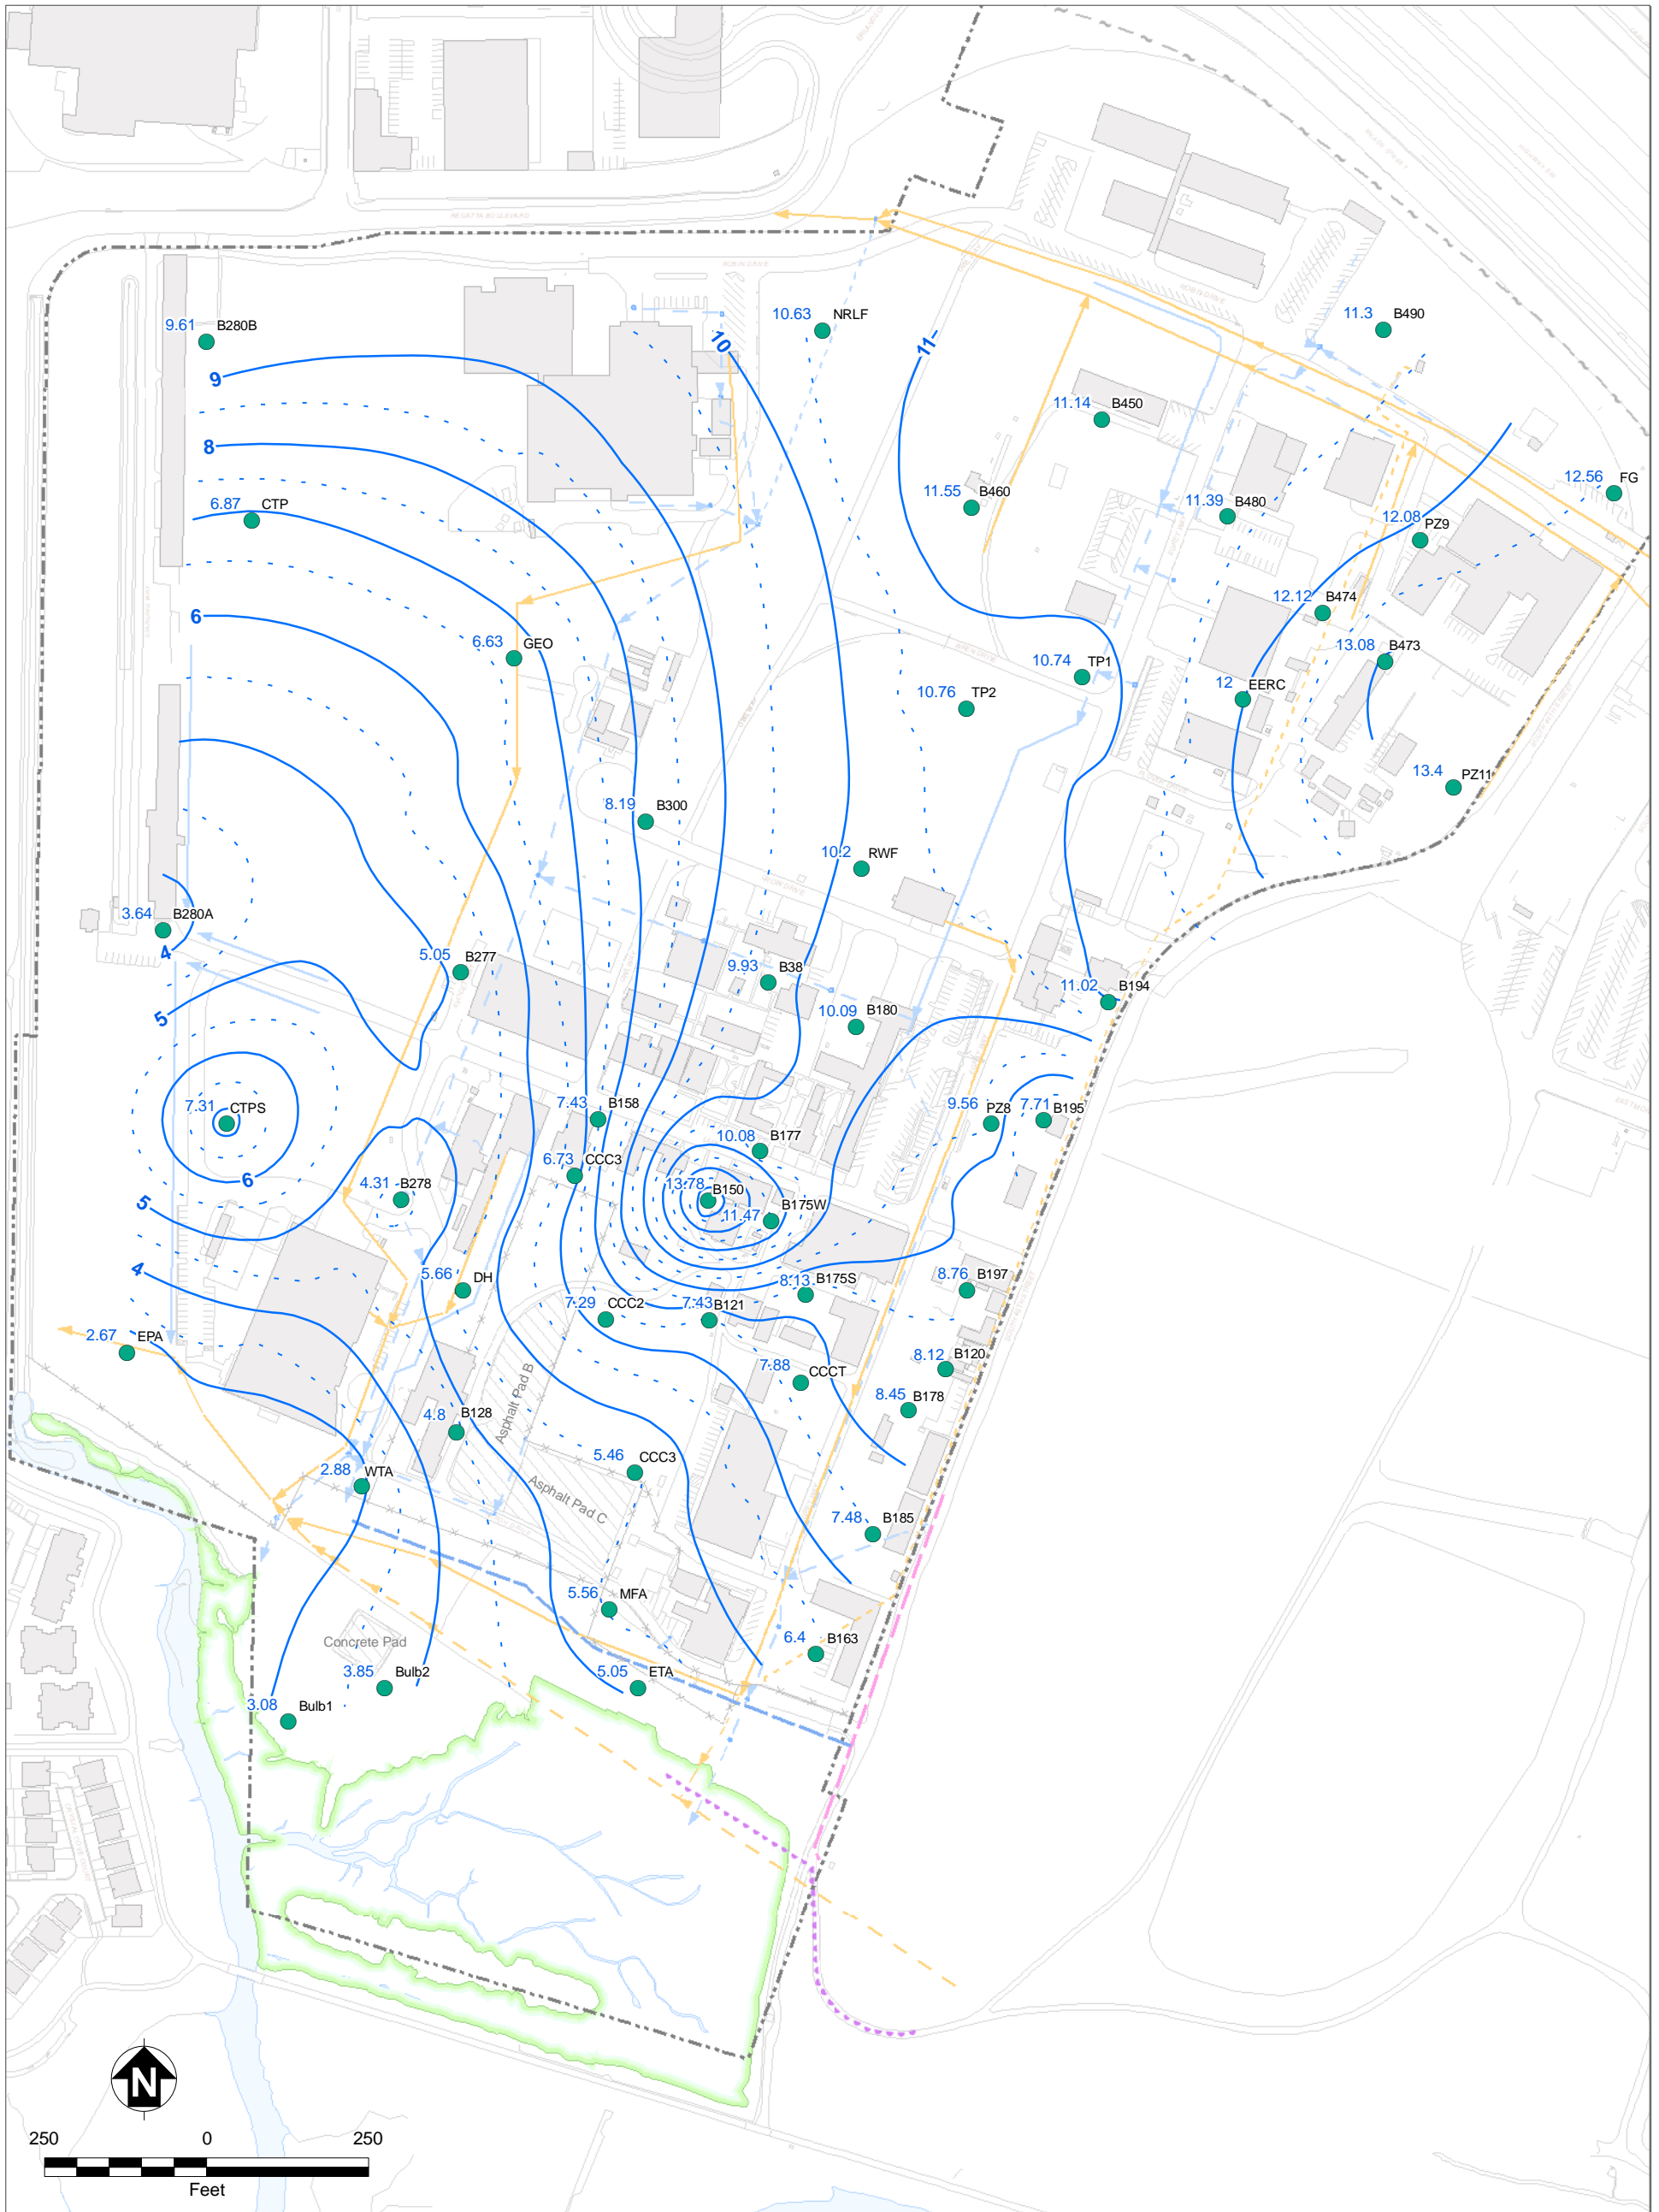 REGATTA BOULEVARD
ROBIN DRIVE
ROBIN DRIVE
10.63 NRLF
11.3 B490
9.61 B280B
10
11
9
11.14 B450
8
12.56 FG
6.87 CTP
11.55 B460
11.39 B480
12.08 PZ9
6
12.12 B474
6.63 GEO
13.08 B473
10.74 TP1
12 EERC
10.76 TP2
13.4 PZ11
8.19 B300
10.2 RWF
3.64 B280A
4
5.05 B277
9.93 B38
11.02 B194
5
10.09 B180
7.31 CTPS
7.43 B158
9.56 PZ8
7.71 B195
10.08 B177
6.73 CCC3
6
4.31 B278
13.78 B150
5
11.47 B175W
4
5.66 DH
8.13 B175S
8.76 B197
7.29 CCC2
7.43 B121
2.67 EPA
7.88 CCCT
8.12 B120
8.45 B178
Asphalt Pad B
4.8 B128
5.46 CCC3
2.88 WTA
Asphalt Pad C
7.48 B185
5.56 MFA
Concrete Pad
6.4 B163
3.85 Bulb2
5.05 ETA
3.08 Bulb1
N
250 0 250
Feet